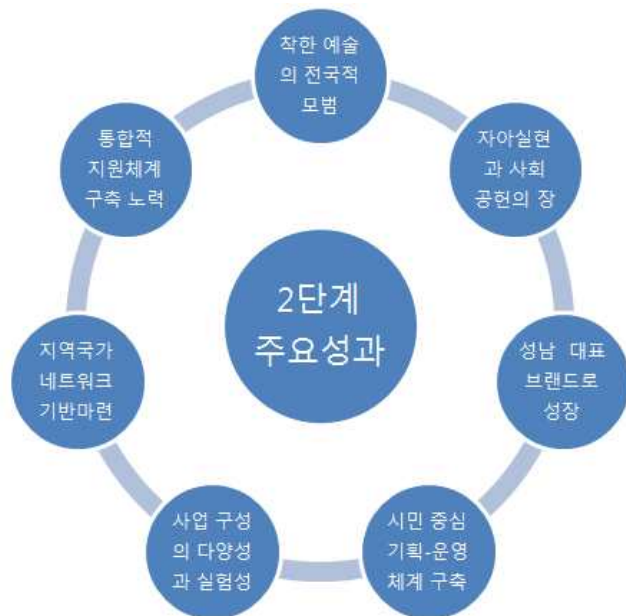 착한 예술
의 전국적
모범
자아실현
과 사회
공헌의 장
성남 대표
브랜드로
성장
시민 중심
기획-운영
체계 구축
사업 구성
의 다양성
과 실험성
지역국가
네트워크
기반마련
통합적
지원체계
구축 노력
2단계
주요성과